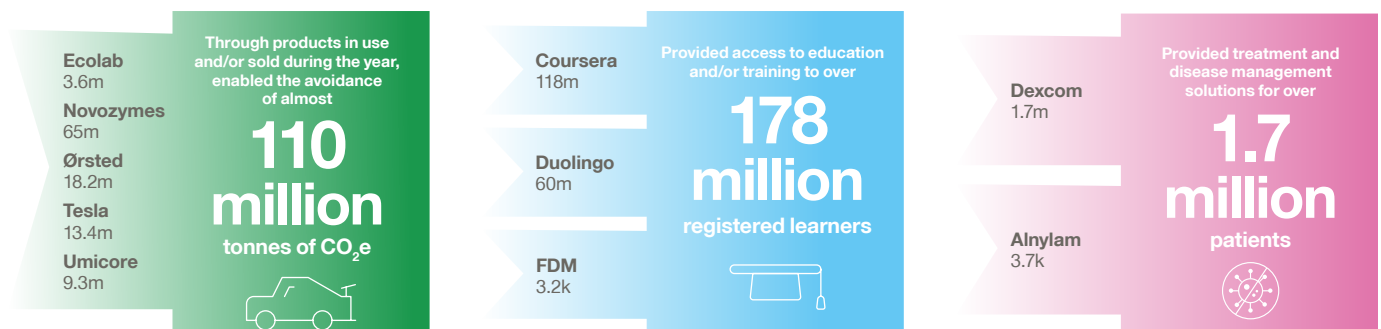 Ecolab
3.6m
Novozymes
65m
Ørsted
18.2m
Tesla
13.4m
Umicore
9.3m
Through products in use
and/or sold during the year,
enabled the avoidance
of almost
110
million
tonnes of CO₂e
Coursera
118m
Duolingo
60m
FDM
3.2k
Provided access to education
and/or training to over
178
million
registered learners
Dexcom
1.7m
Alnylam
3.7k
Provided treatment and
disease management
solutions for over
1.7
million
patients